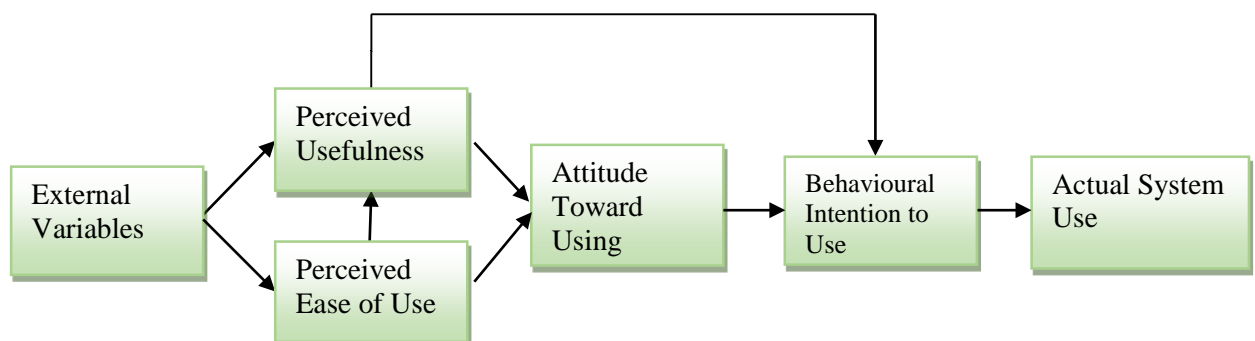 External
Variables
Perceived
Usefulness
Perceived
Ease of Use
Attitude
Toward
Using
Behavioural
Intention to
Use
Actual System
Use